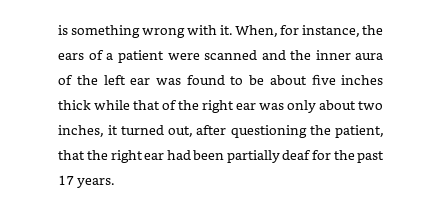 is something wrong with it. When, for instance, the
ears of a patient were scanned and the inner aura
of the left ear was found to be about five inches
thick while that of the right ear was only about two
inches, it turned out, after questioning the patient,
that the right ear had been partially deaf for the past
17 years.